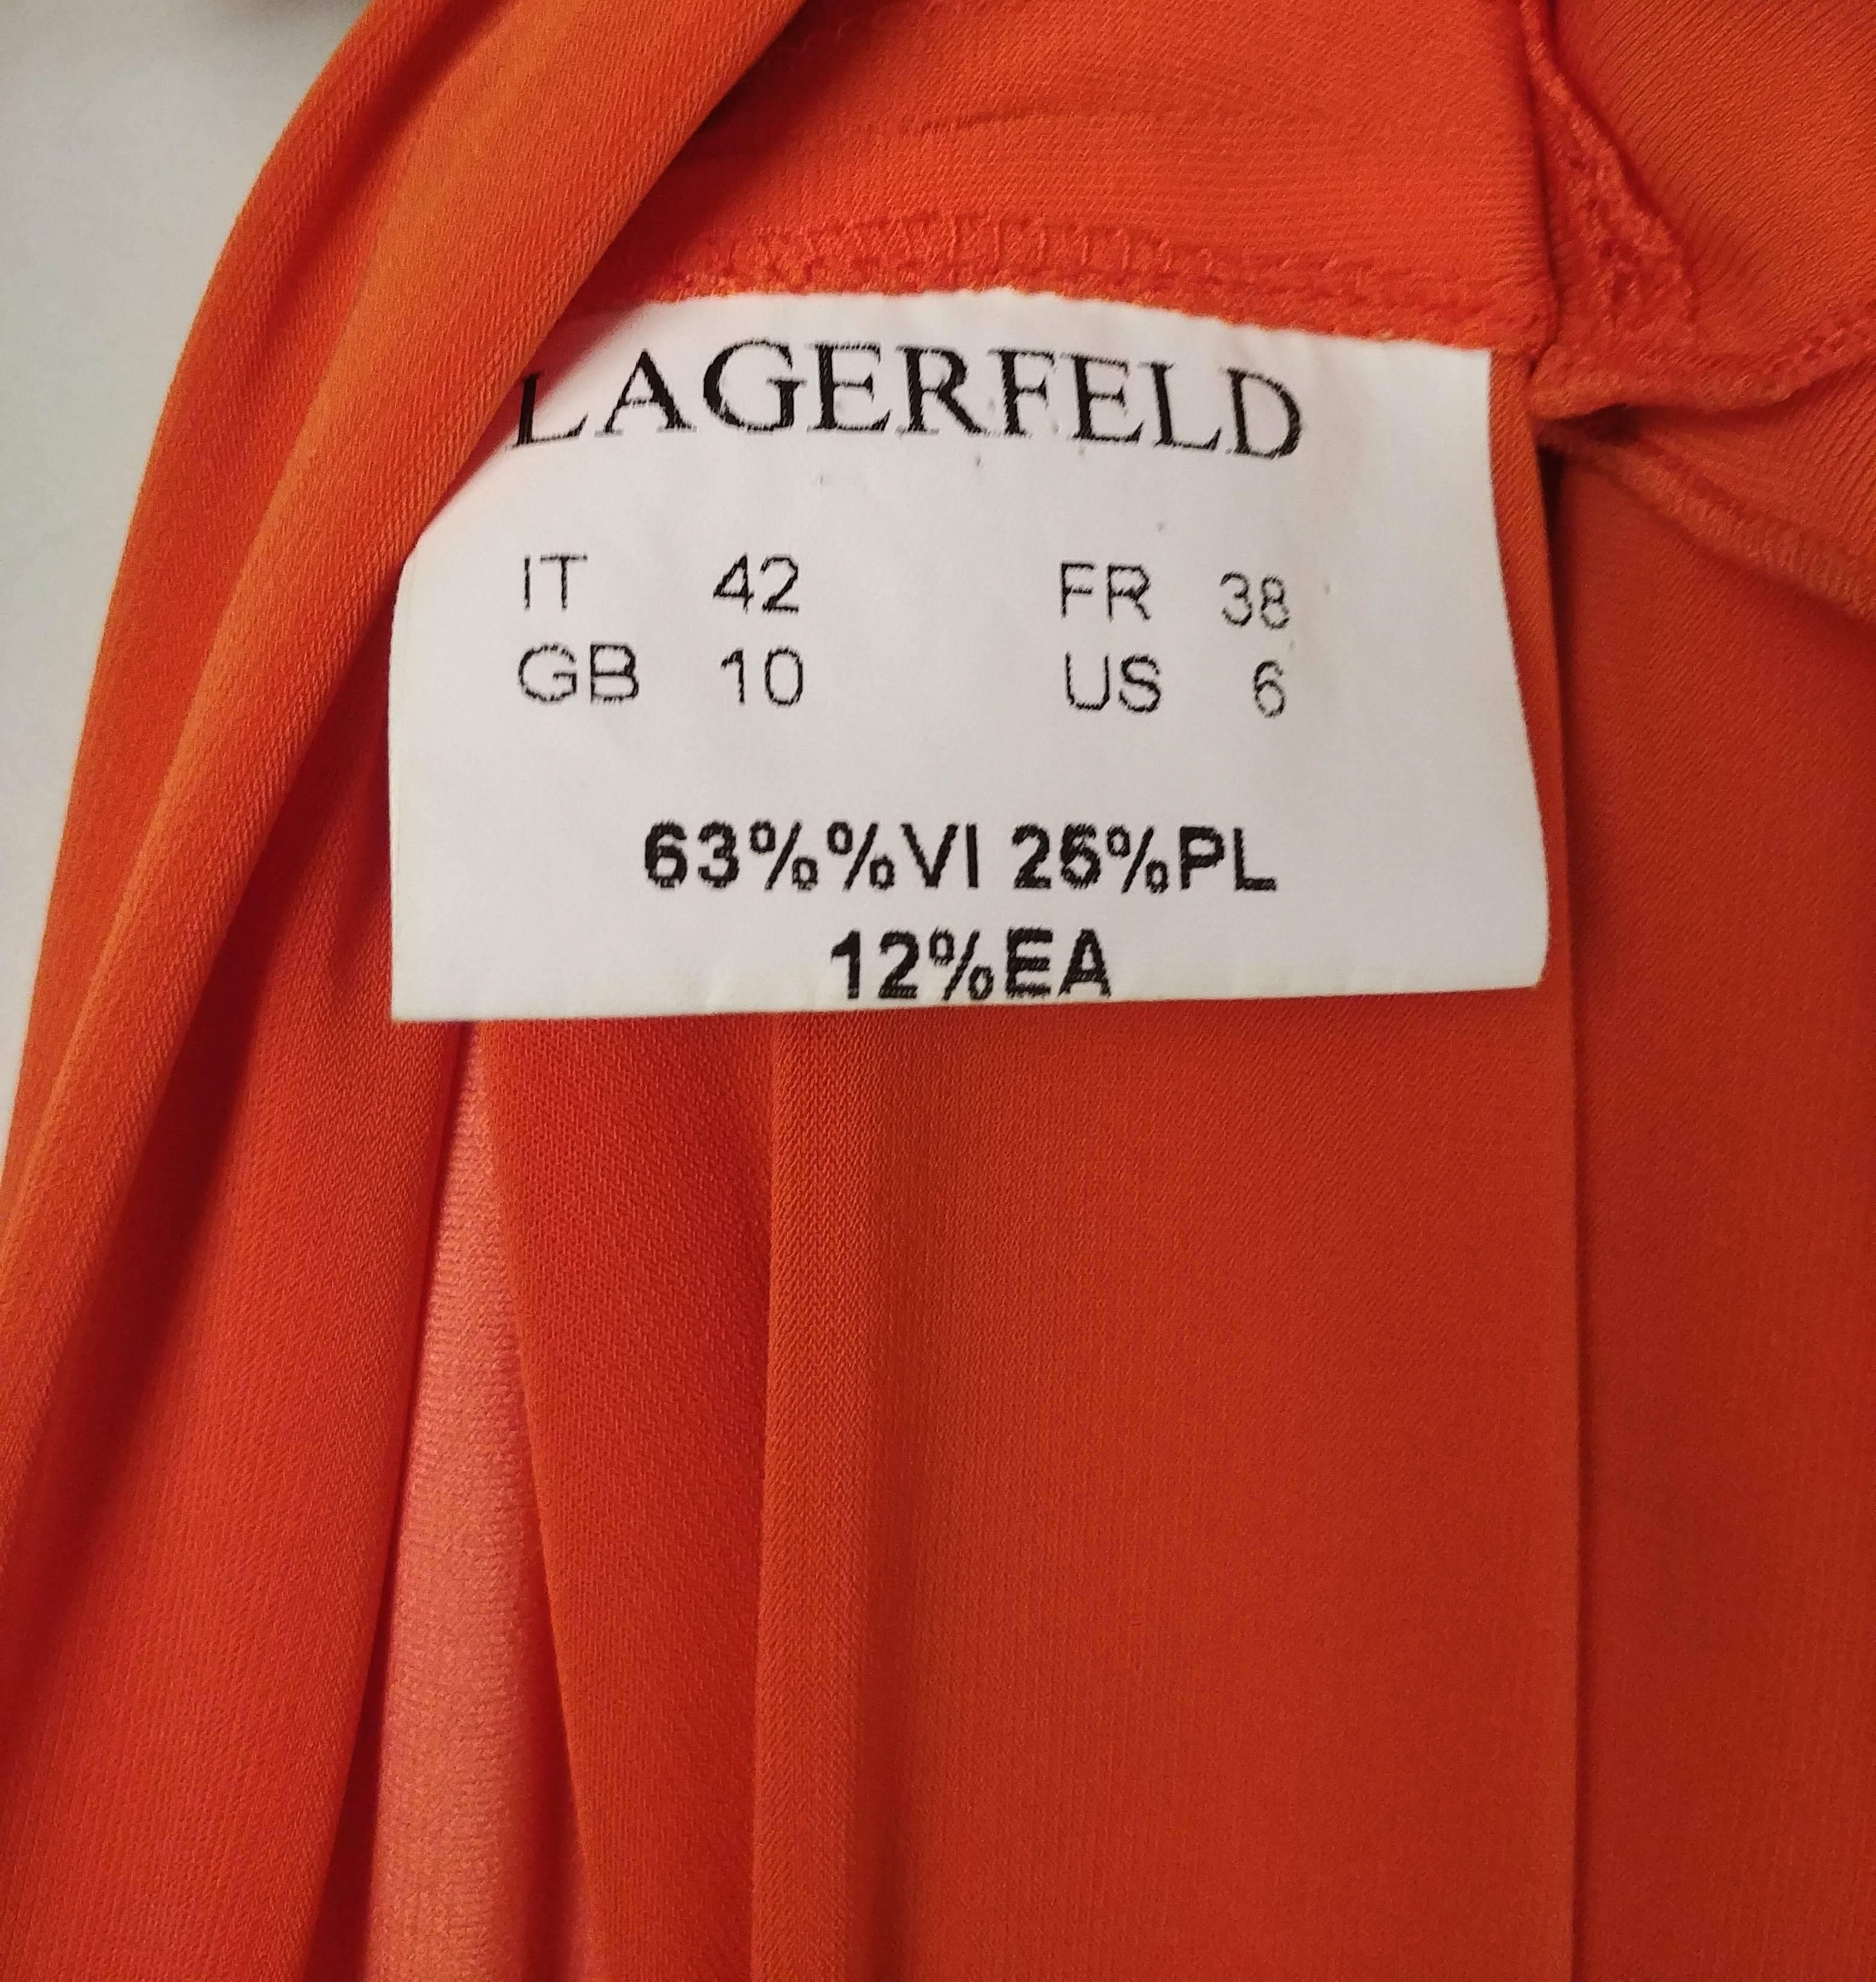 LAGERFELD
IT 42 FR 38
GB 10 US 6
63%%VI 25%PL
12%EA